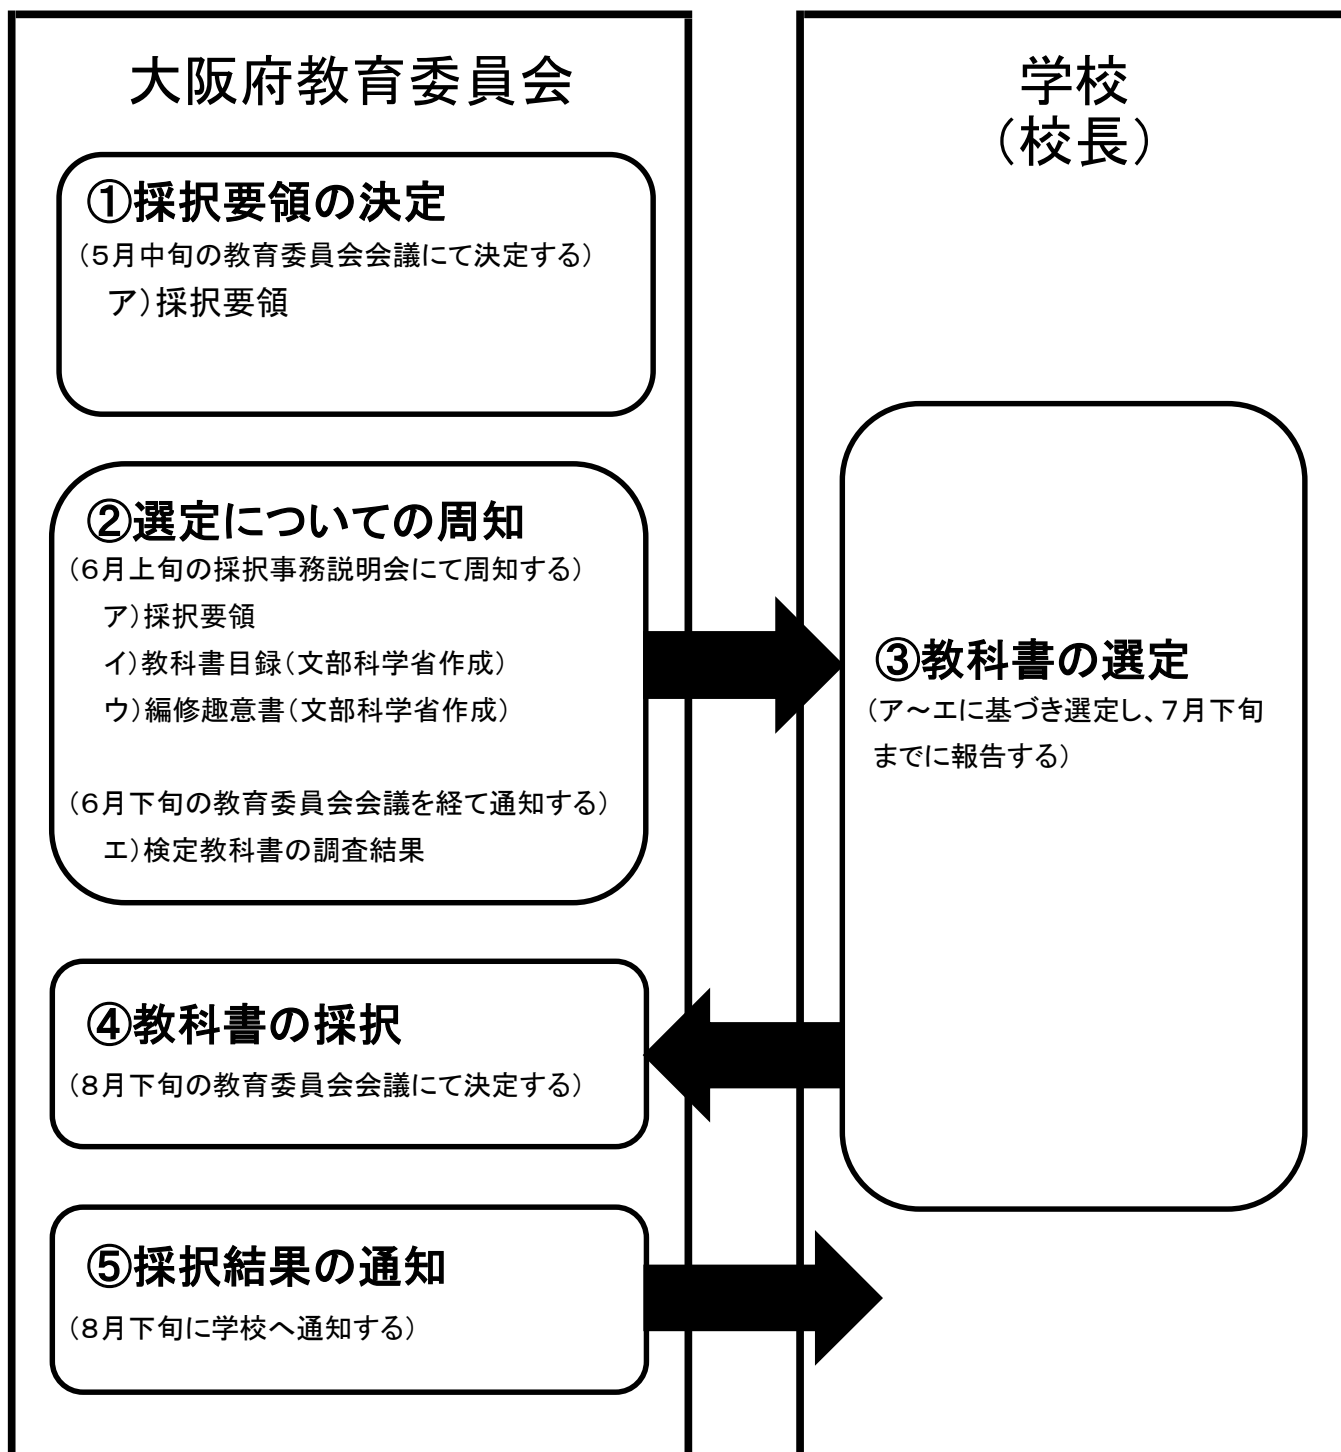 大阪府教育委員会
①採択要領の決定
（５月中旬の教育委員会会議にて決定する）
ア）採択要領
②選定についての周知
（６月上旬の採択事務説明会にて周知する）
ア）採択要領
イ）教科書目録（文部科学省作成）
ウ）編修趣意書（文部科学省作成）
（６月下旬の教育委員会会議を経て通知する）
エ）検定教科書の調査結果
④教科書の採択
（８月下旬の教育委員会会議にて決定する）
⑤採択結果の通知
（８月下旬に学校へ通知する）
学校
（校長）
③教科書の選定
（ア～エに基づき選定し、７月下旬
までに報告する）